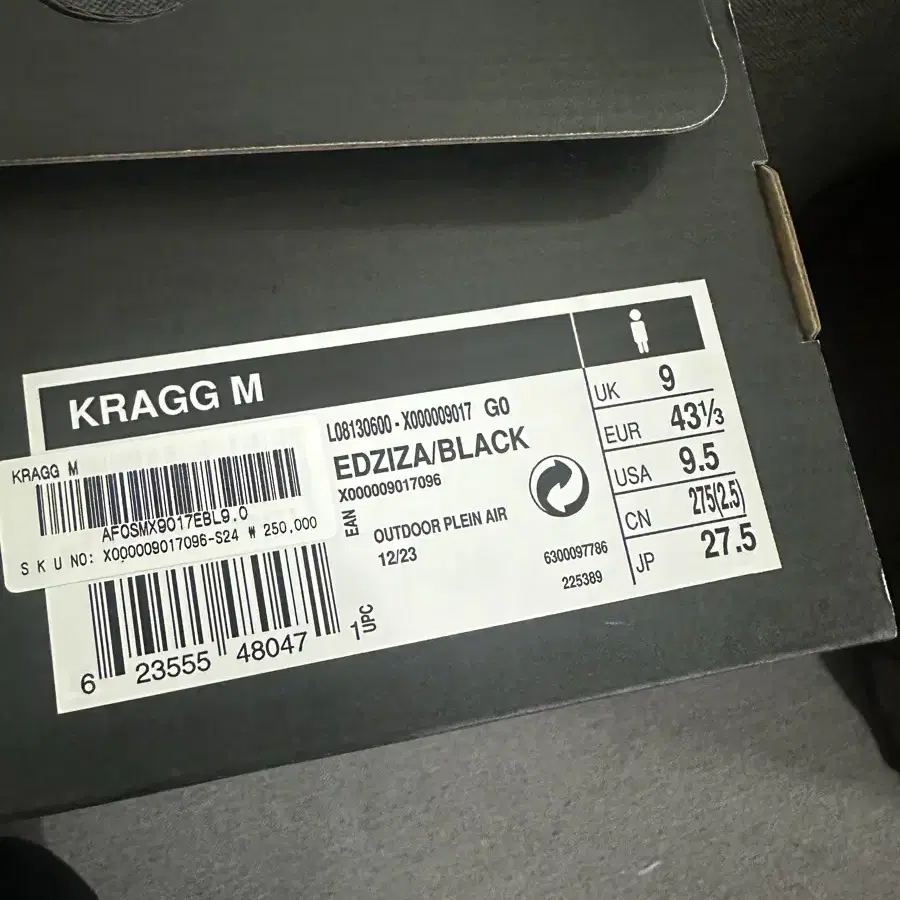 KRAGG M
KRAGG M
AFOSMX9017EBL9.0
S K U NO: X000009017096-S24 ₩ 250,000
6 23555 48047 1
UPC
L08130600 - X000009017 G0
EDZIZA/BLACK
X000009017096
EAN
OUTDOOR PLEIN AIR
12/23
6300097786
225389
UK 9
EUR 43⅓
USA 9.5
CN 275(2.5)
JP 27.5